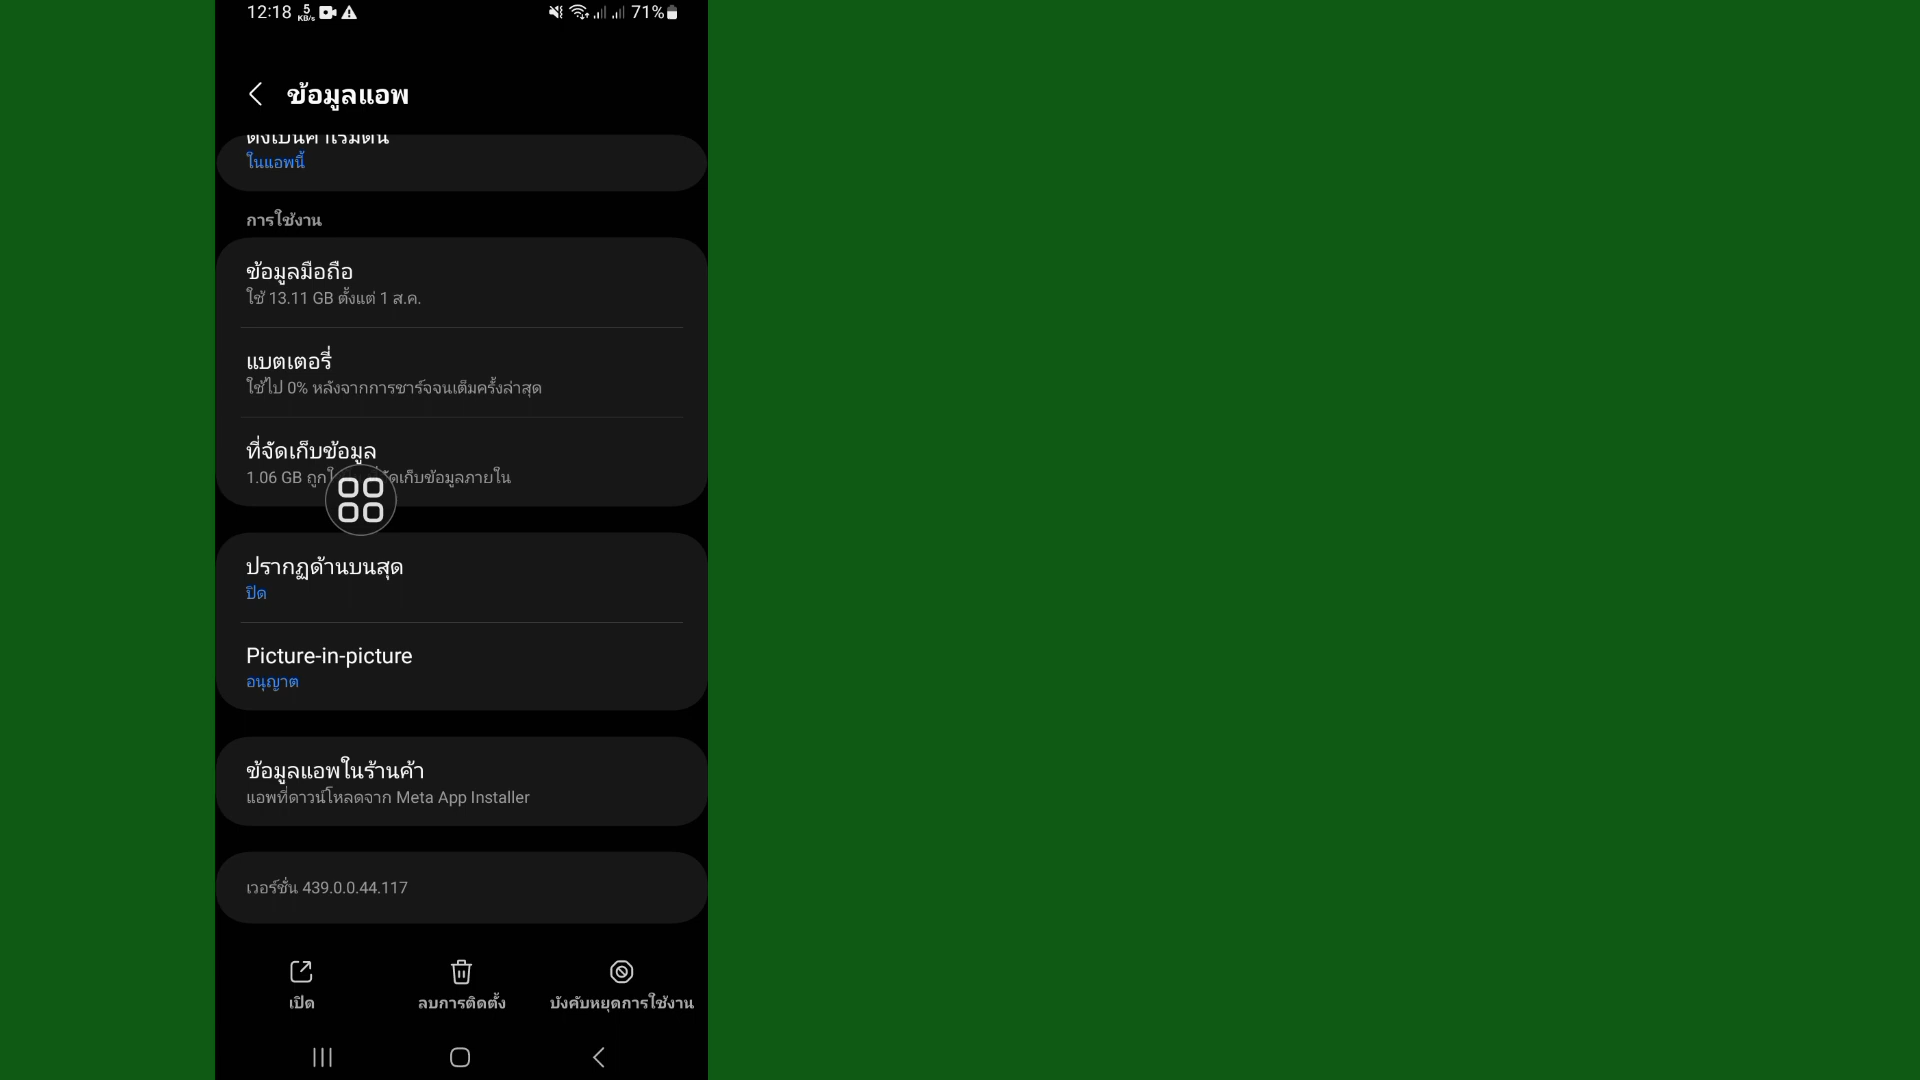 12:18 5 KB/s 71%
ข้อมูลแอพ
ตั้งเป็นค่าเริ่มต้น
ในแอพนี้
การใช้งาน
ข้อมูลมือถือ
ใช้ 13.11 GB ตั้งแต่ 1 ส.ค.
แบตเตอรี่
ใช้ไป 0% หลังจากการชาร์จจนเต็มครั้งล่าสุด
ที่จัดเก็บข้อมูล
1.06 GB จัดเก็บข้อมูลภายใน
ปรากฏด้านบนสุด
ปิด
Picture-in-picture
อนุญาต
ข้อมูลแอพในร้านค้า
แอพที่ดาวน์โหลดจาก Meta App Installer
เวอร์ชั่น 439.0.0.44.117
เปิด ลบการติดตั้ง บังคับหยุดการใช้งาน